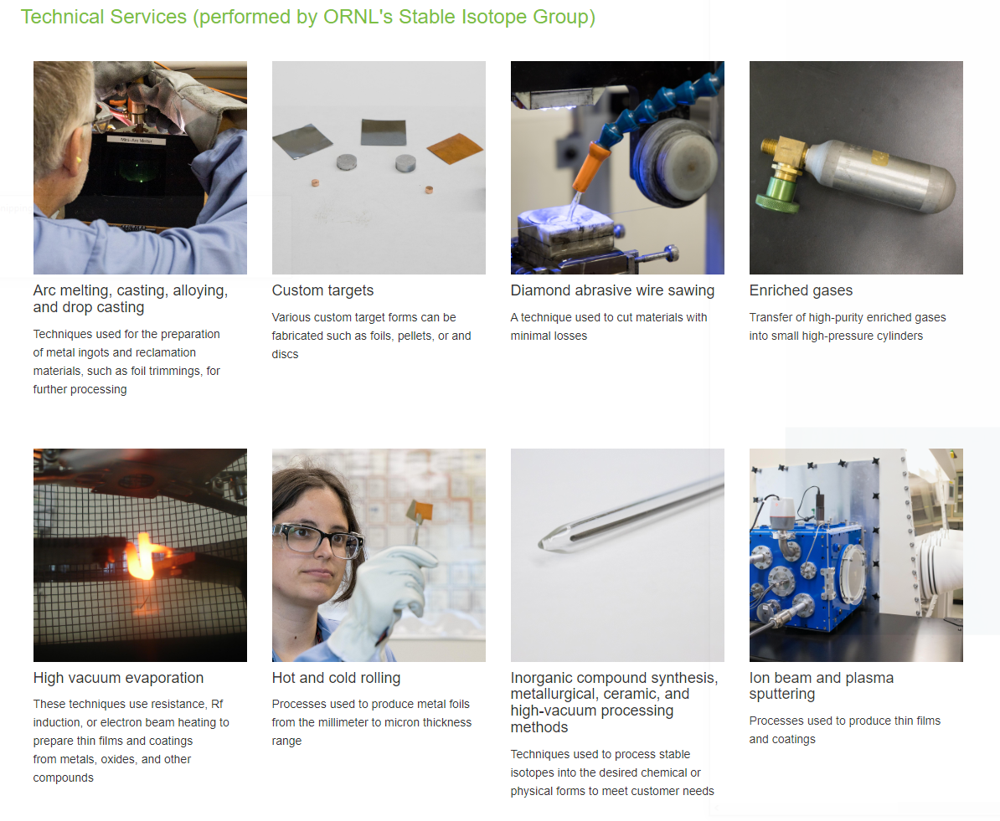 Technical Services (performed by ORNL's Stable Isotope Group)
Mini-Arc Melter
Arc melting, casting, alloying,
and drop casting
Techniques used for the preparation
of metal ingots and reclamation
materials, such as foil trimmings, for
further processing
Custom targets
Various custom target forms can be
fabricated such as foils, pellets, or and
discs
Diamond abrasive wire sawing
A technique used to cut materials with
minimal losses
Enriched gases
Transfer of high-purity enriched gases
into small high-pressure cylinders
High vacuum evaporation
These techniques use resistance, Rf
induction, or electron beam heating to
prepare thin films and coatings
from metals, oxides, and other
compounds
Hot and cold rolling
Processes used to produce metal foils
from the millimeter to micron thickness
range
Inorganic compound synthesis,
metallurgical, ceramic, and
high-vacuum processing
methods
Techniques used to process stable
isotopes into the desired chemical or
physical forms to meet customer needs
Ion beam and plasma
sputtering
Processes used to produce thin films
and coatings